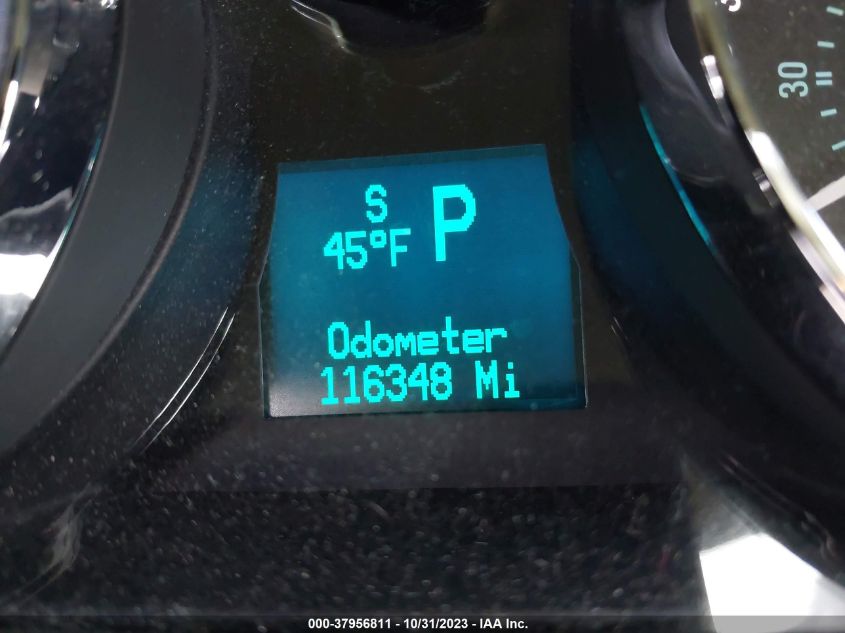 S
45°F P
Odometer
116348 Mi
30
000-37956811 - 10/31/2023 - IAA Inc.